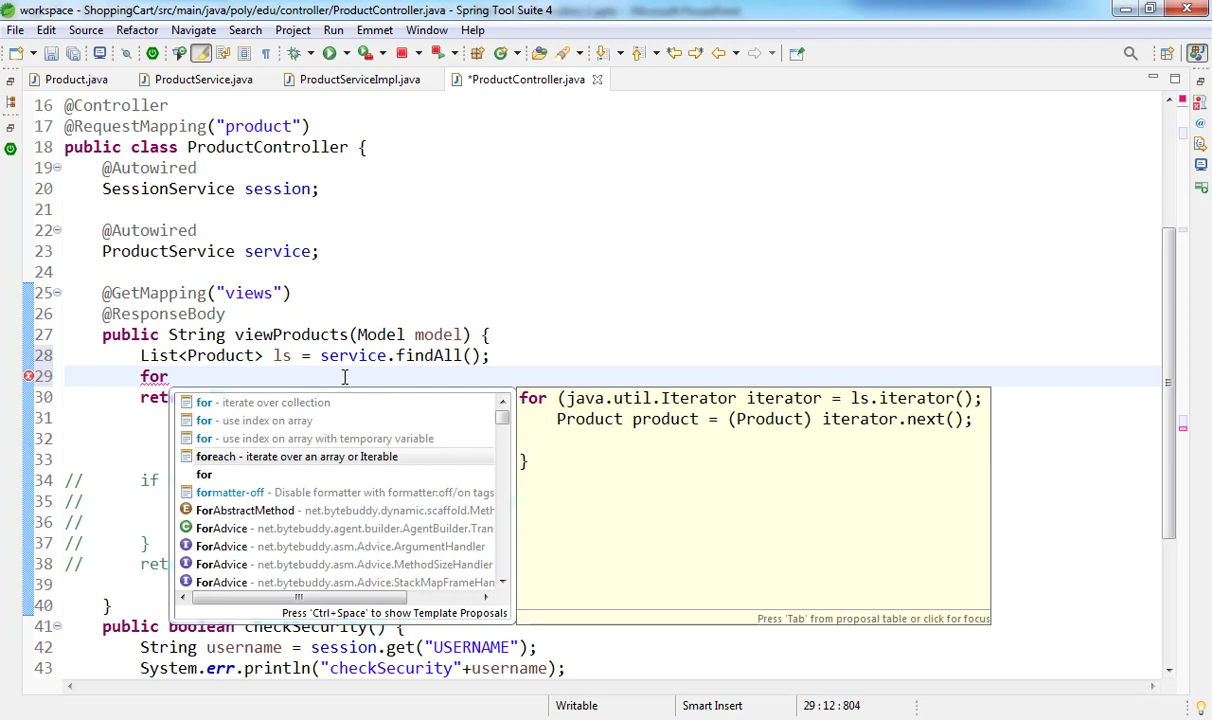 workspace - ShoppingCart/src/main/java/poly/edu/controller/ProductController.java - Spring Tool Suite 4
File Edit Source Refactor Navigate Search Project Run Emmet Window Help
Product.java ProductService.java ProductServiceImpl.java *ProductController.java
16 @Controller
17 @RequestMapping("product")
18 public class ProductController {
19 @Autowired
20 SessionService session;
21
22 @Autowired
23 ProductService service;
24
25 @GetMapping("views")
26 @ResponseBody
27 public String viewProducts(Model model) {
28 List<Product> ls = service.findAll();
29 for
30 ret
31
32
33
34 // if
35 //
36 //
37 // }
38 // ret
39
40 }
41 public boolean checkSecurity() {
42 String username = session.get("USERNAME");
43 System.err.println("checkSecurity"+username);
for - iterate over collection
for - use index on array
for - use index on array with temporary variable
foreach - iterate over an array or Iterable
for
formatter-off - Disable formatter with formatter:off/on tags
ForAbstractMethod - net.bytebuddy.dynamic.scaffold.Meth
ForAdvice - net.bytebuddy.agent.builder.AgentBuilder.Tran
ForAdvice - net.bytebuddy.asm.Advice.ArgumentHandler
ForAdvice - net.bytebuddy.asm.Advice.MethodSizeHandler
ForAdvice - net.bytebuddy.asm.Advice.StackMapFrameHan
Press 'Ctrl+Space' to show Template Proposals
for (java.util.Iterator iterator = ls.iterator();
Product product = (Product) iterator.next();
}
Press 'Tab' from proposal table or click for focus
Writable Smart Insert 29 : 12 : 804